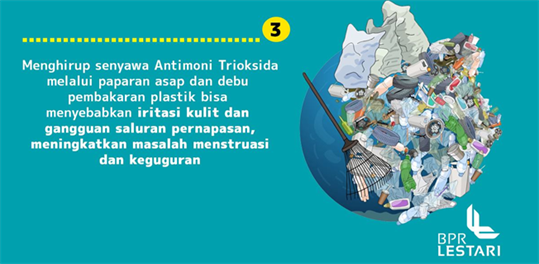 3
Menghirup senyawa Antimoni Trioksida
melalui paparan asap dan debu
pembakaran plastik bisa
menyebabkan iritasi kulit dan
gangguan saluran pernapasan,
meningkatkan masalah menstruasi
dan keguguran
BPR
LESTARI